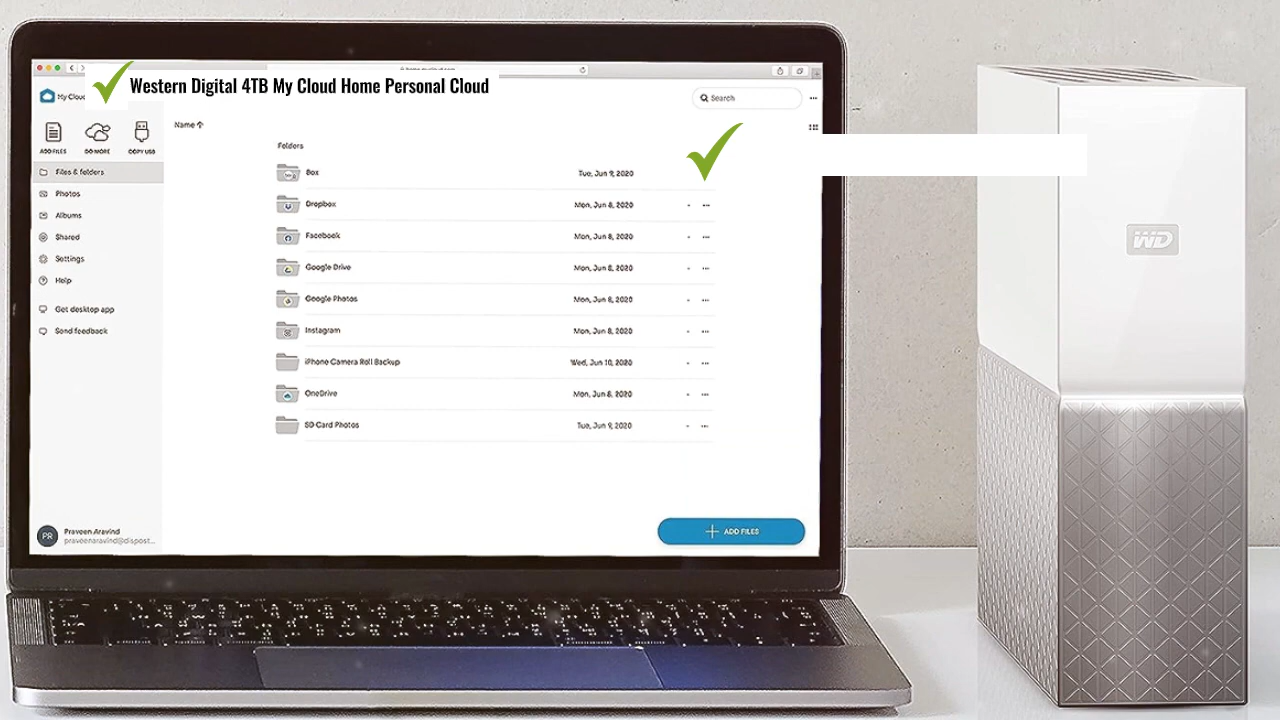 Western Digital 4TB My Cloud Home Personal Cloud
My Cloud
Search
ADD FILES
DO MORE
COPY USB
Name
Folders
Files & folders
Photos
Albums
Shared
Settings
Help
Get desktop app
Send feedback
Box Tue, Jun 9, 2020
Dropbox Mon, Jun 8, 2020
Facebook Mon, Jun 8, 2020
Google Drive Mon, Jun 8, 2020
Google Photos Mon, Jun 8, 2020
Instagram Mon, Jun 8, 2020
iPhone Camera Roll Backup Wed, Jun 10, 2020
OneDrive Mon, Jun 8, 2020
SD Card Photos Tue, Jun 9, 2020
PR
Praveen Aravind
praveenaravind@dispost...
ADD FILES
WD